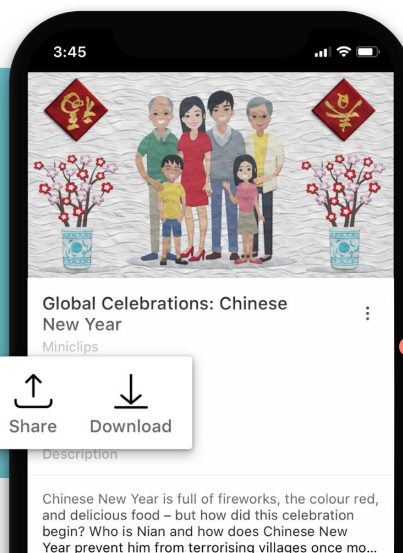 3:45
福
春
Global Celebrations: Chinese
New Year
Miniclips
Share
Download
Description
Chinese New Year is full of fireworks, the colour red,
and delicious food – but how did this celebration
begin? Who is Nian and how does Chinese New
Year prevent him from terrorising villages once mo...